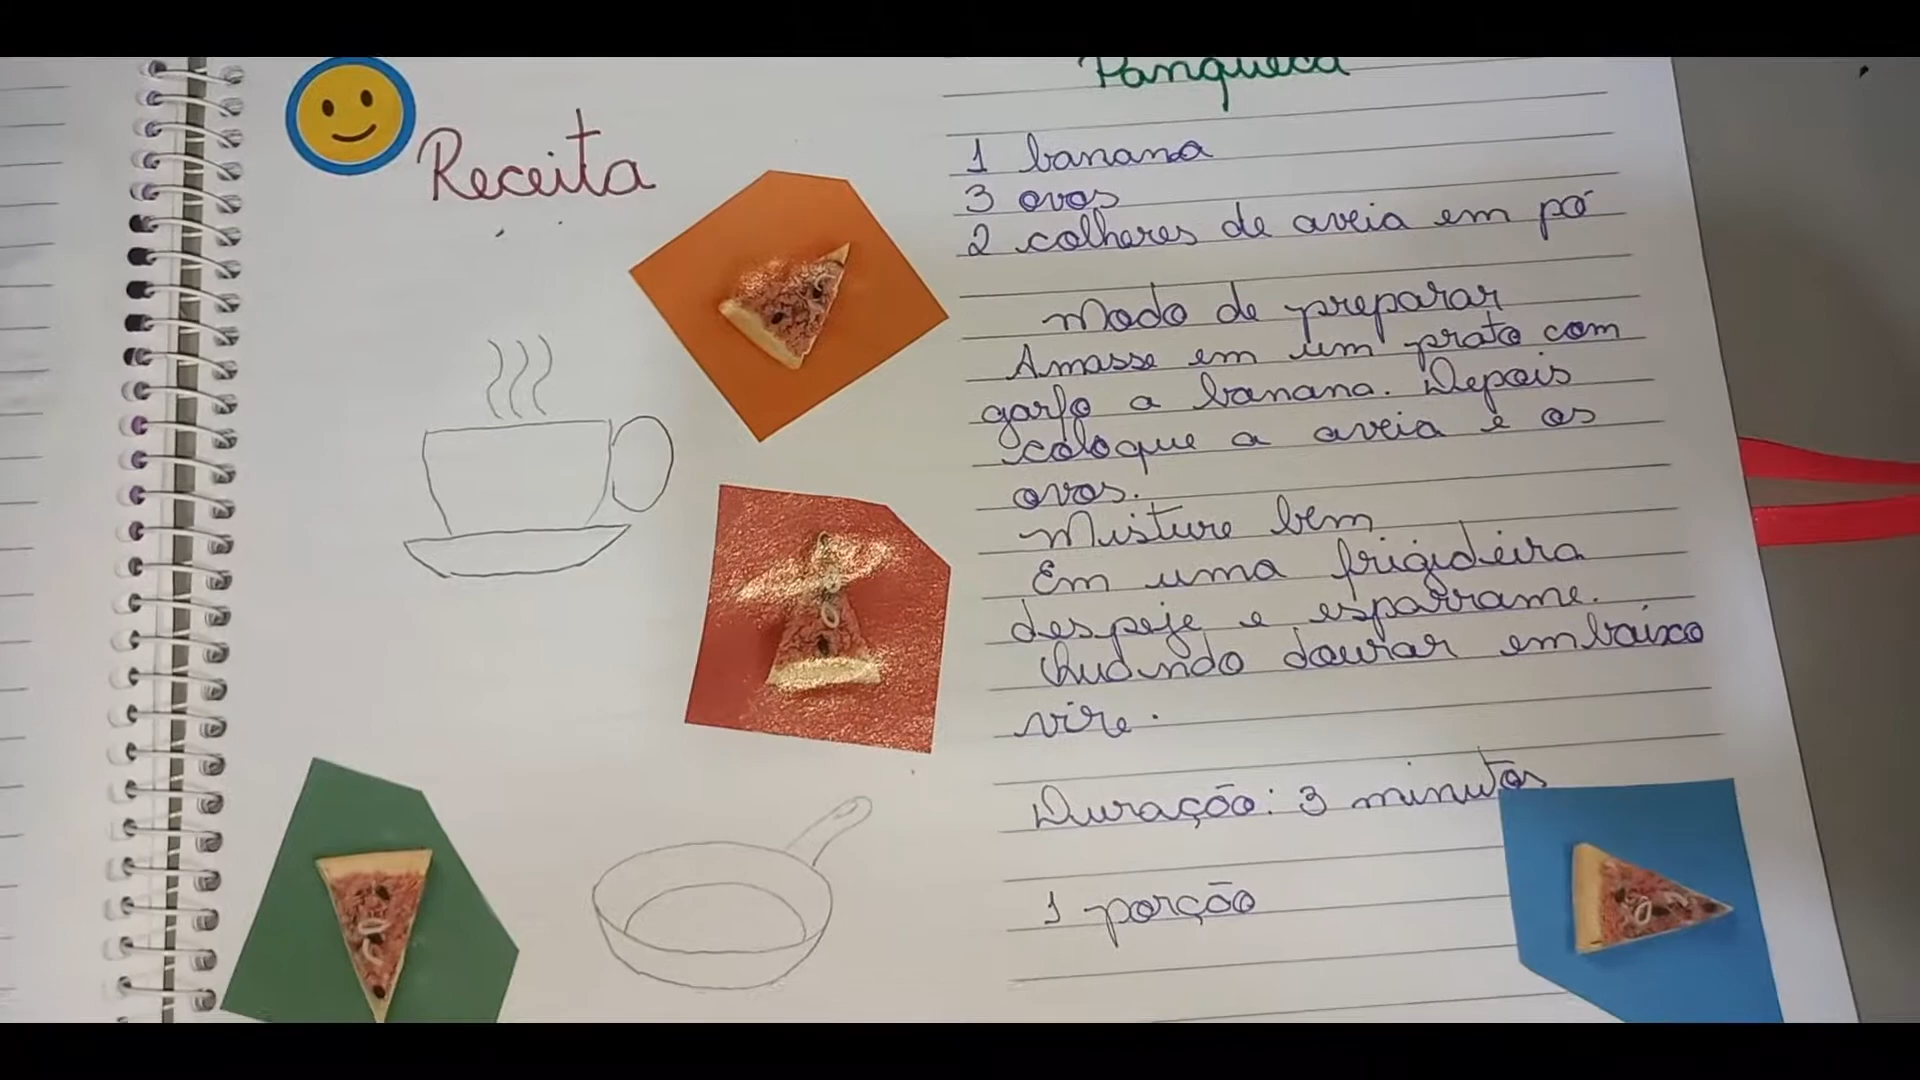 Receita
Panqueca
1 banana
3 ovos
2 colheres de aveia em pó
Modo de preparar
Amasse em um prato com
garfo a banana. Depois
coloque a aveia e os
ovos.
Misture bem
Em uma frigideira
despeje e esparrame.
Quando dourar embaixo
vire.
Duração: 3 minutos
1 porção